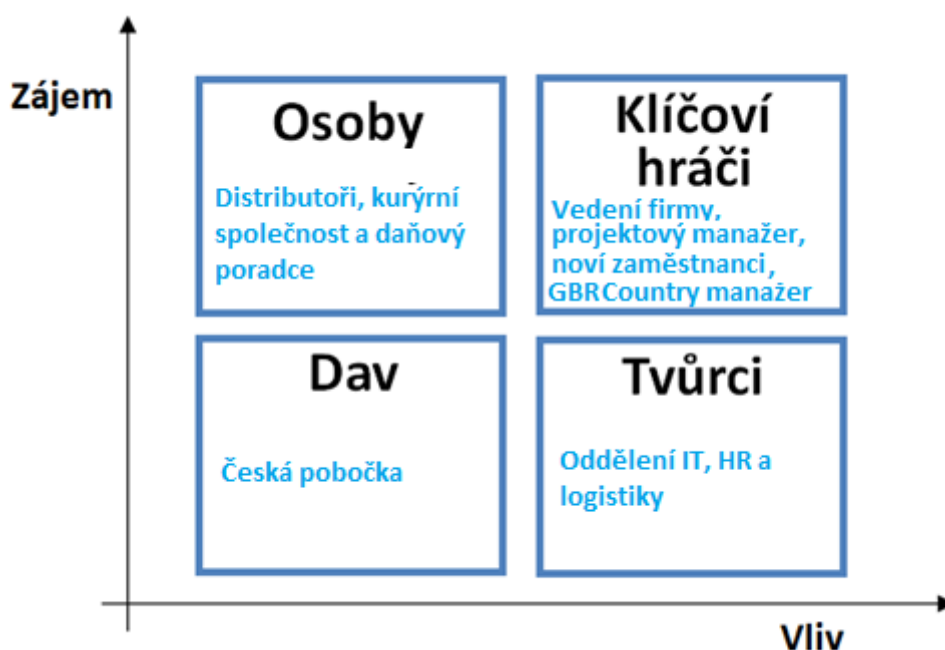 Zájem
Osoby
Distributoři, kurýrní
společnost a daňový
poradce
Klíčoví
hráči
Vedení firmy,
projektový manažer,
noví zaměstnanci,
GBRCountry manažer
Dav
Česká pobočka
Tvůrci
Oddělení IT, HR a
logistiky
Vliv